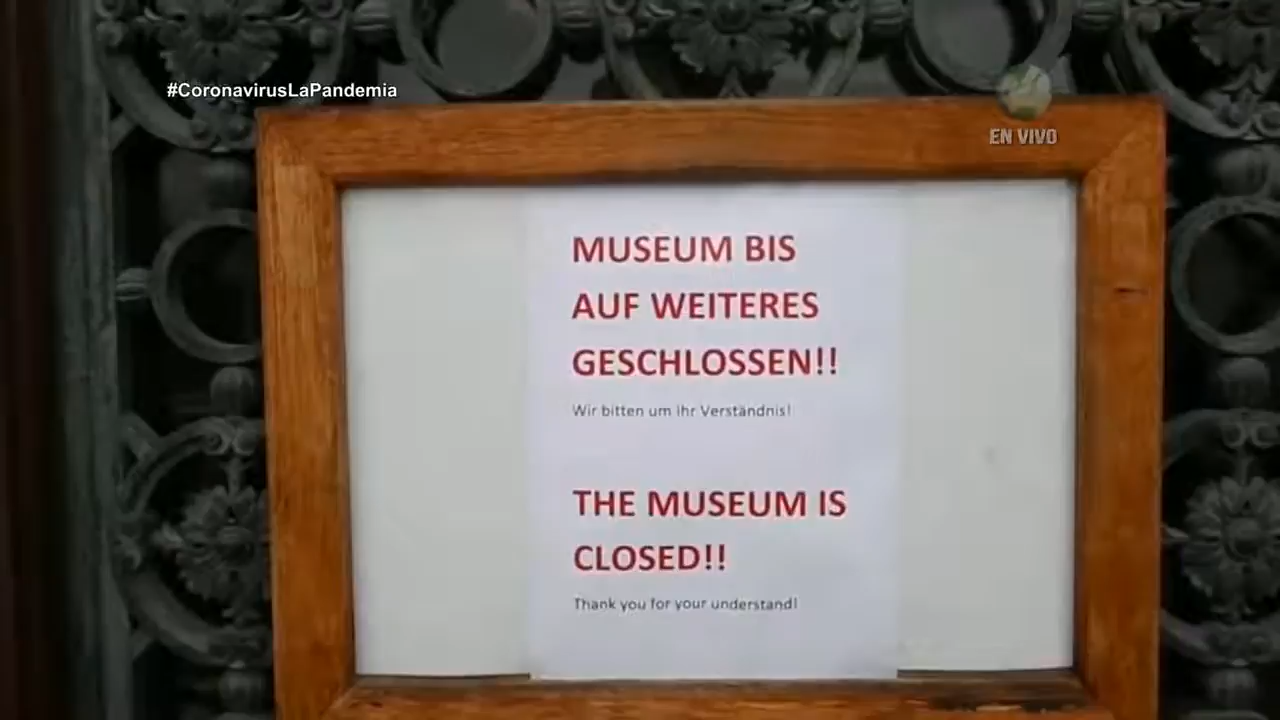 #CoronavirusLaPandemia
EN VIVO
MUSEUM BIS
AUF WEITERES
GESCHLOSSEN!!
Wir bitten um Ihr Verständnis!
THE MUSEUM IS
CLOSED!!
Thank you for your understand!